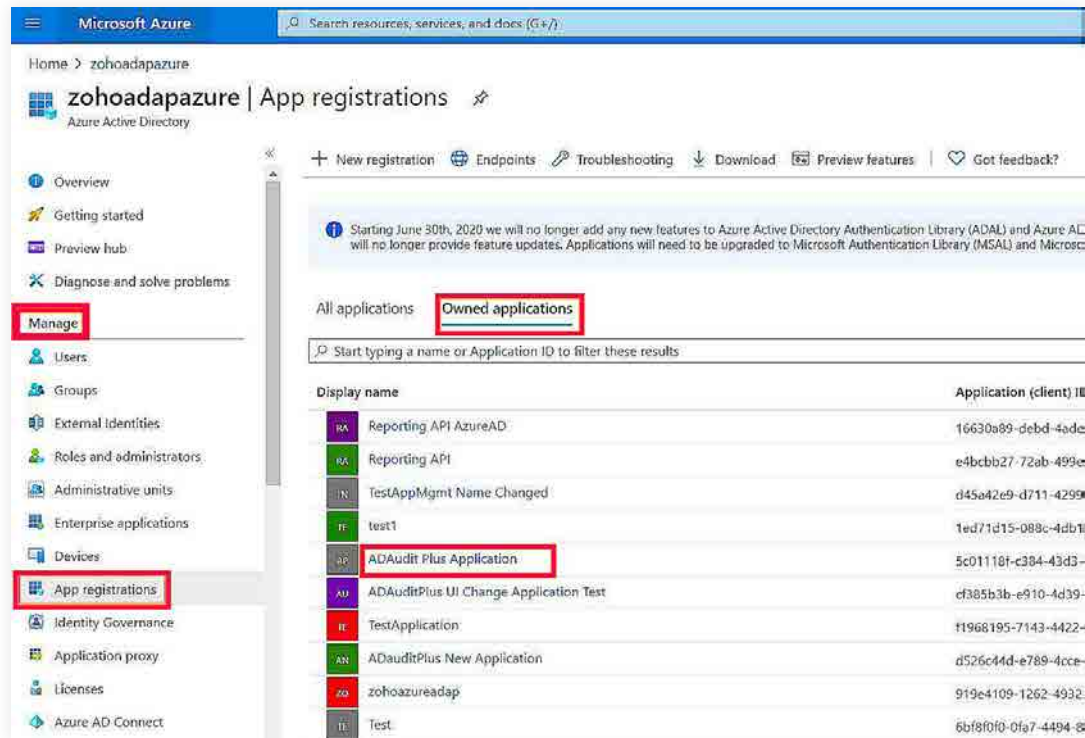 Microsoft Azure
Search resources, services, and docs (G+/)
Home > zohoadapazure
zohoadapazure | App registrations
Azure Active Directory
«
+ New registration Endpoints Troubleshooting Download Preview features | Got feedback?
Overview
Getting started
Preview hub
Diagnose and solve problems
Manage
Users
Groups
External Identities
Roles and administrators
Administrative units
Enterprise applications
Devices
App registrations
Identity Governance
Application proxy
Licenses
Azure AD Connect
Starting June 30th, 2020 we will no longer add any new features to Azure Active Directory Authentication Library (ADAL) and Azure AD
will no longer provide feature updates. Applications will need to be upgraded to Microsoft Authentication Library (MSAL) and Microso
All applications Owned applications
Start typing a name or Application ID to filter these results
Display name Application (client) ID
RA Reporting API AzureAD 16630a89-debd-4ade
RA Reporting API e4bcbb27-72ab-499e
IN TestAppMgmt Name Changed d45a42e9-d711-4299
TE test1 1ed71d15-088c-4db1
AP ADAudit Plus Application 5c01118f-c384-43d3-
AU ADAuditPlus UI Change Application Test cf385b3b-e910-4d39-
TE TestApplication f1968195-7143-4422-
AN ADauditPlus New Application d526c44d-e789-4cce-
ZO zohoazureadap 919e4109-1262-4932
TE Test 6bf8f0f0-0fa7-4494-8